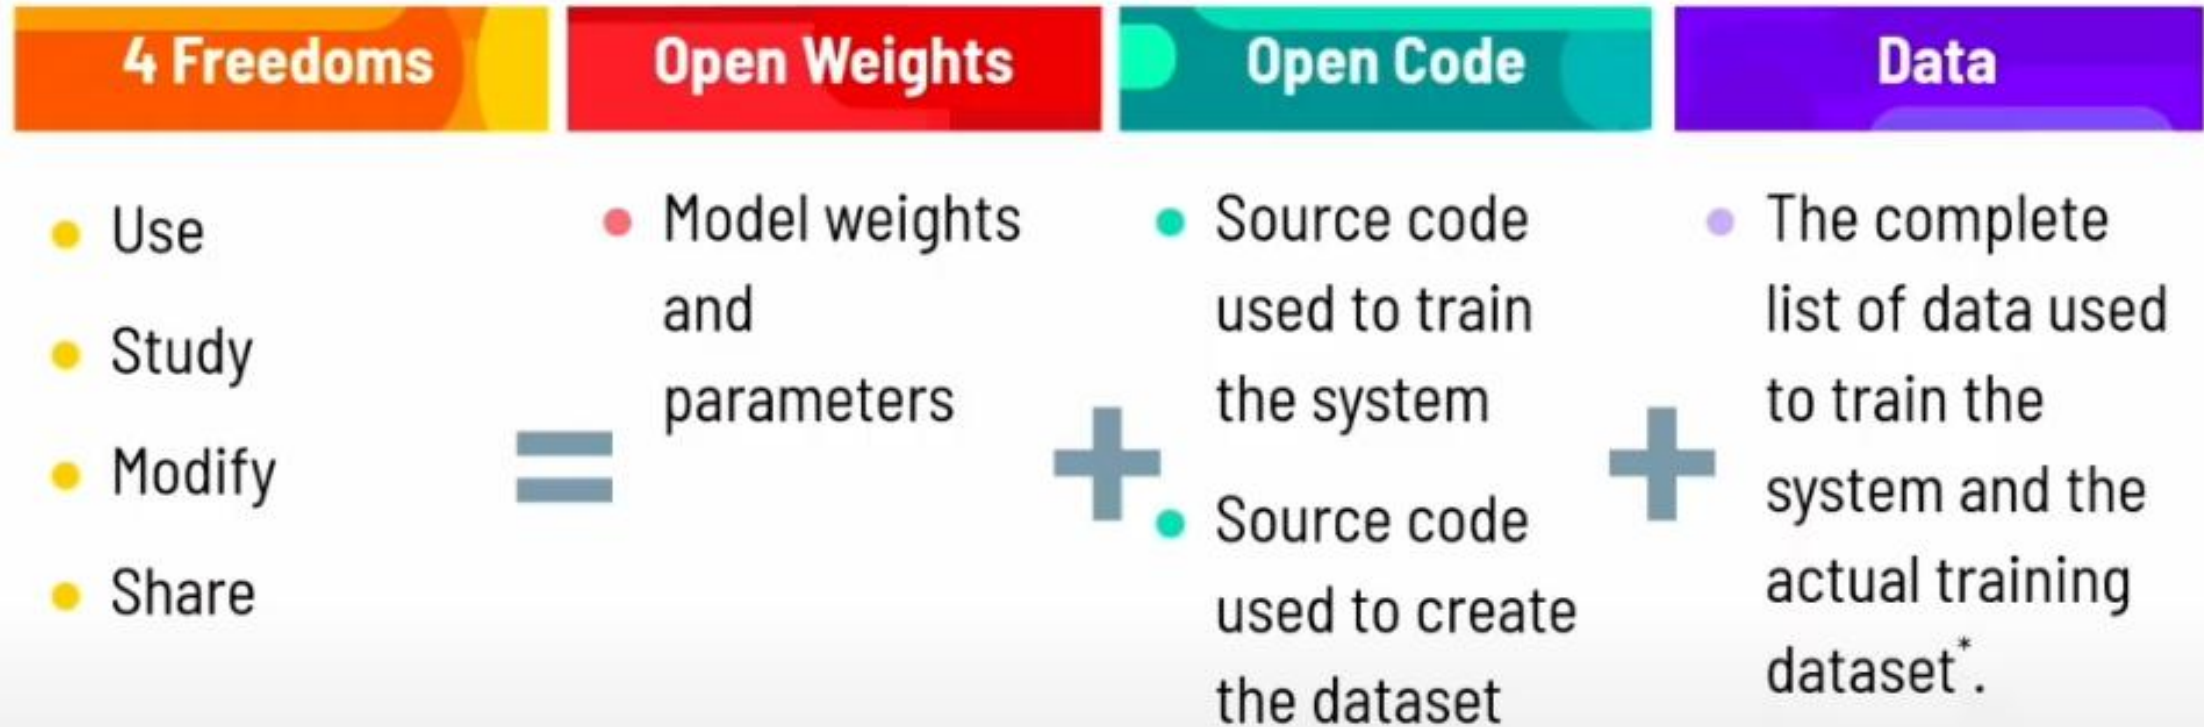 4 Freedoms
Use
Study
Modify
Share
=
Open Weights
Model weights
and
parameters
+
Open Code
Source code
used to train
the system
Source code
used to create
the dataset
+
Data
The complete
list of data used
to train the
system and the
actual training
dataset*.